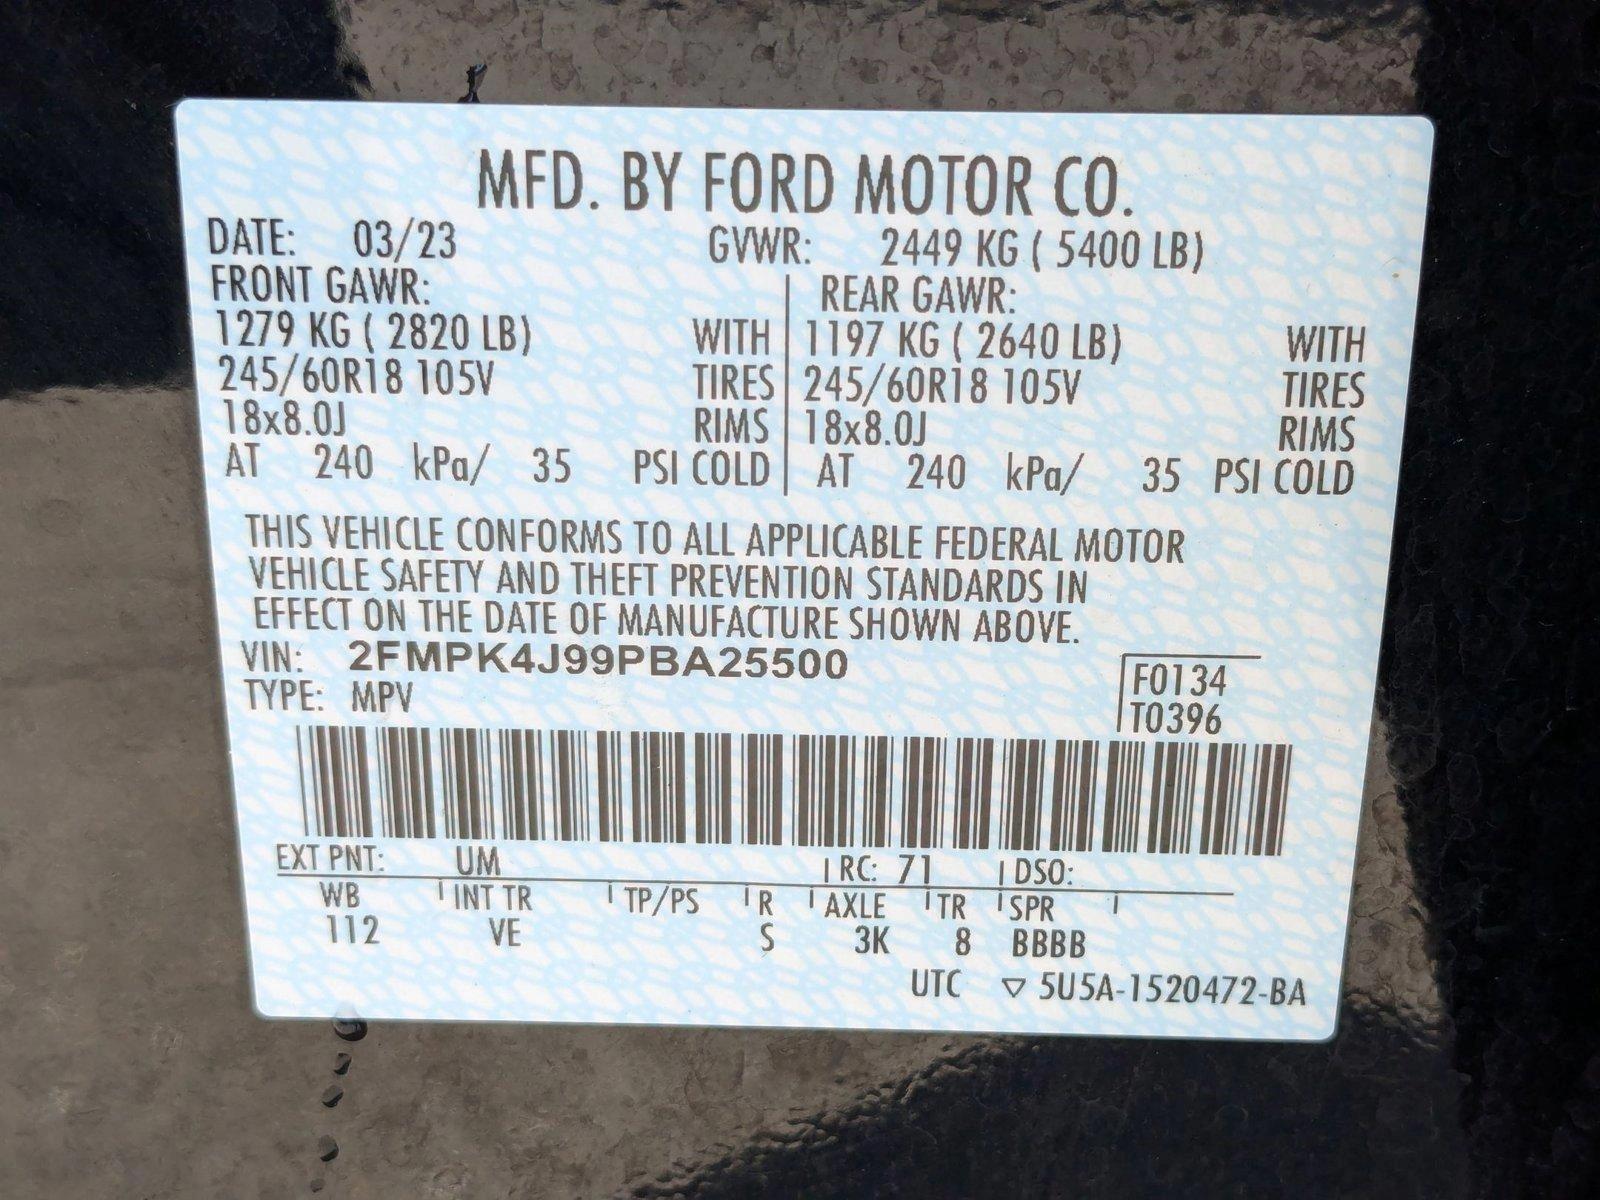 MFD. BY FORD MOTOR CO.
DATE: 03/23 GVWR: 2449 KG ( 5400 LB)
FRONT GAWR: REAR GAWR:
1279 KG ( 2820 LB) WITH 1197 KG ( 2640 LB) WITH
245/60R18 105V TIRES 245/60R18 105V TIRES
18x8.0J RIMS 18x8.0J RIMS
AT 240 kPa/ 35 PSI COLD AT 240 kPa/ 35 PSI COLD
THIS VEHICLE CONFORMS TO ALL APPLICABLE FEDERAL MOTOR
VEHICLE SAFETY AND THEFT PREVENTION STANDARDS IN
EFFECT ON THE DATE OF MANUFACTURE SHOWN ABOVE.
VIN: 2FMPK4J99PBA25500 F0134
TYPE: MPV T0396
EXT PNT: UM RC: 71 DSO:
WB INT TR TP/PS R AXLE TR SPR
112 VE S 3K 8 BBBB
UTC ▽ 5U5A-1520472-BA